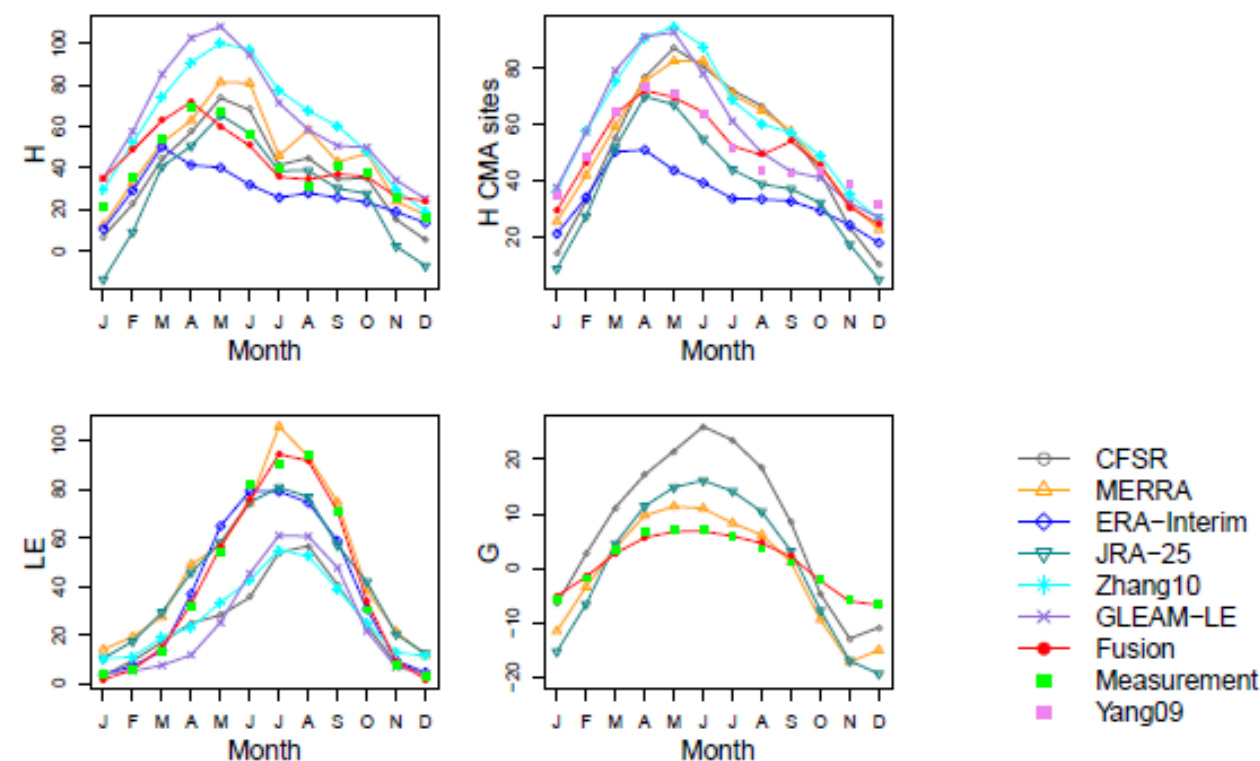 H
100
80
60
40
20
0
J F M A M J J A S O N D
Month
H CMA sites
80
60
40
20
J F M A M J J A S O N D
Month
LE
100
80
60
40
20
0
J F M A M J J A S O N D
Month
G
20
10
0
−10
−20
J F M A M J J A S O N D
Month
CFSR
MERRA
ERA−Interim
JRA−25
Zhang10
GLEAM−LE
Fusion
Measurement
Yang09